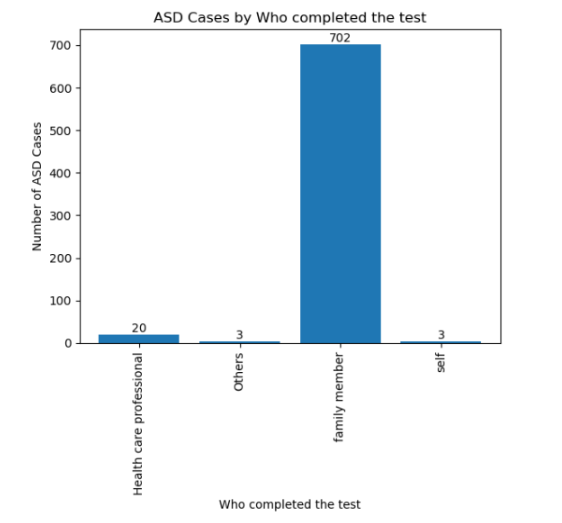 ASD Cases by Who completed the test
Number of ASD Cases
700
600
500
400
300
200
100
0
20
3
702
3
Health care professional
Others
family member
self
Who completed the test